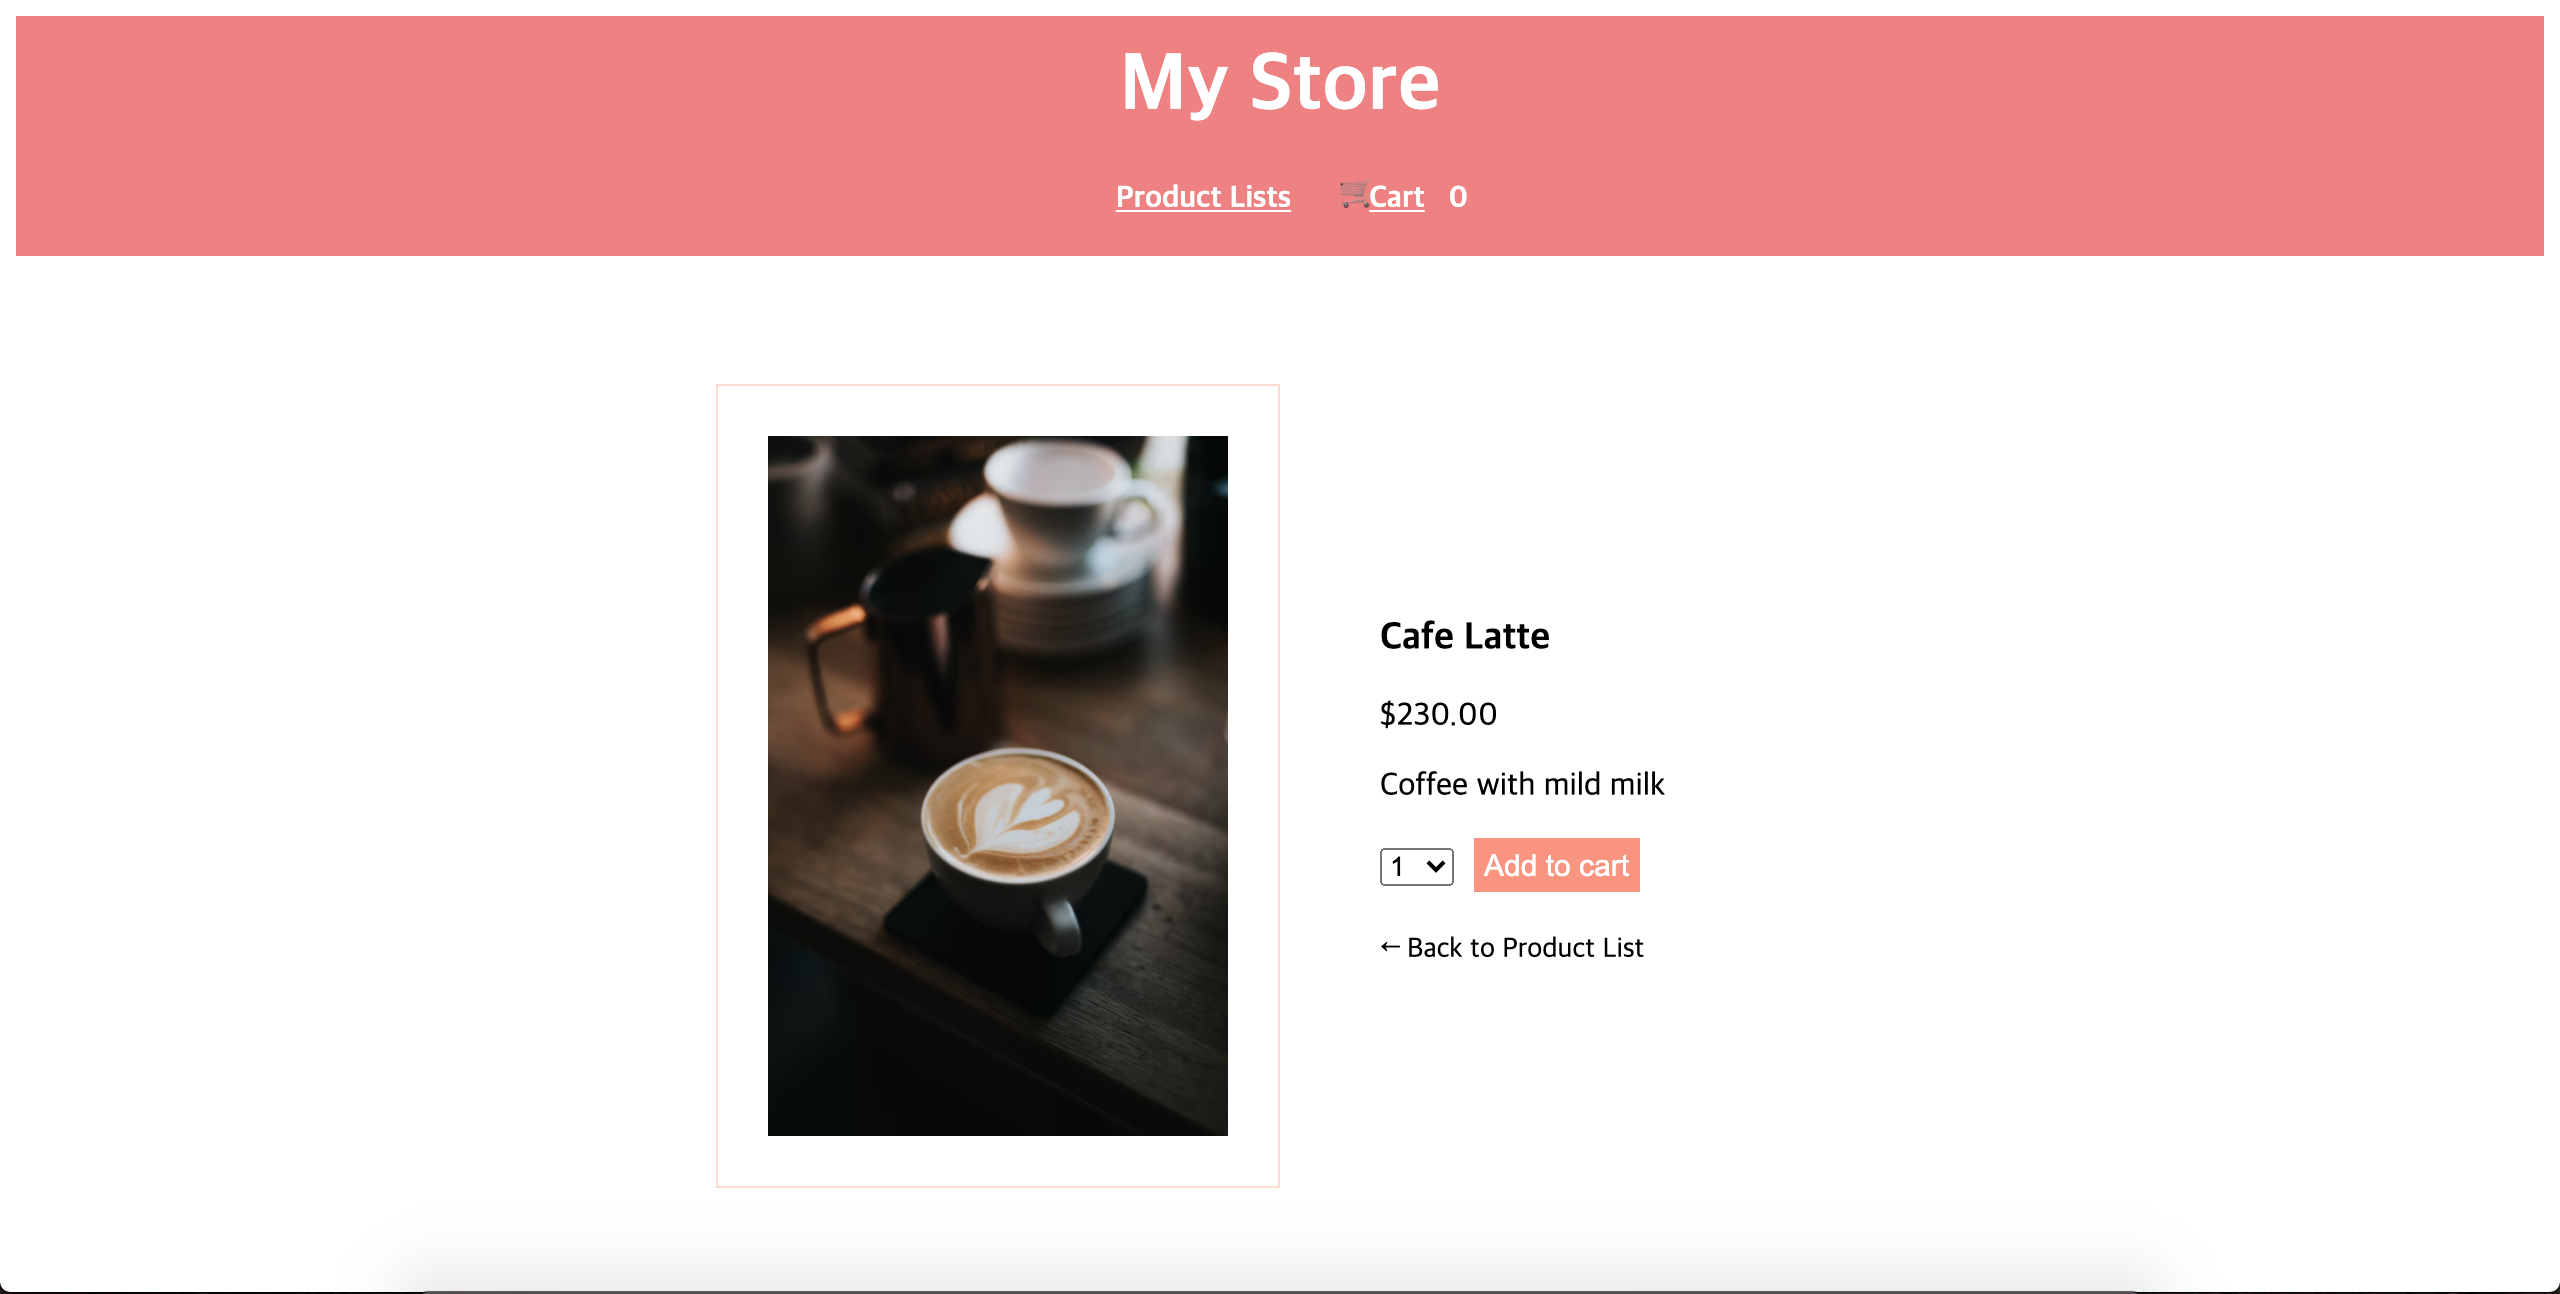 My Store
Product Lists 🛒Cart 0
Cafe Latte
$230.00
Coffee with mild milk
1 Add to cart
← Back to Product List